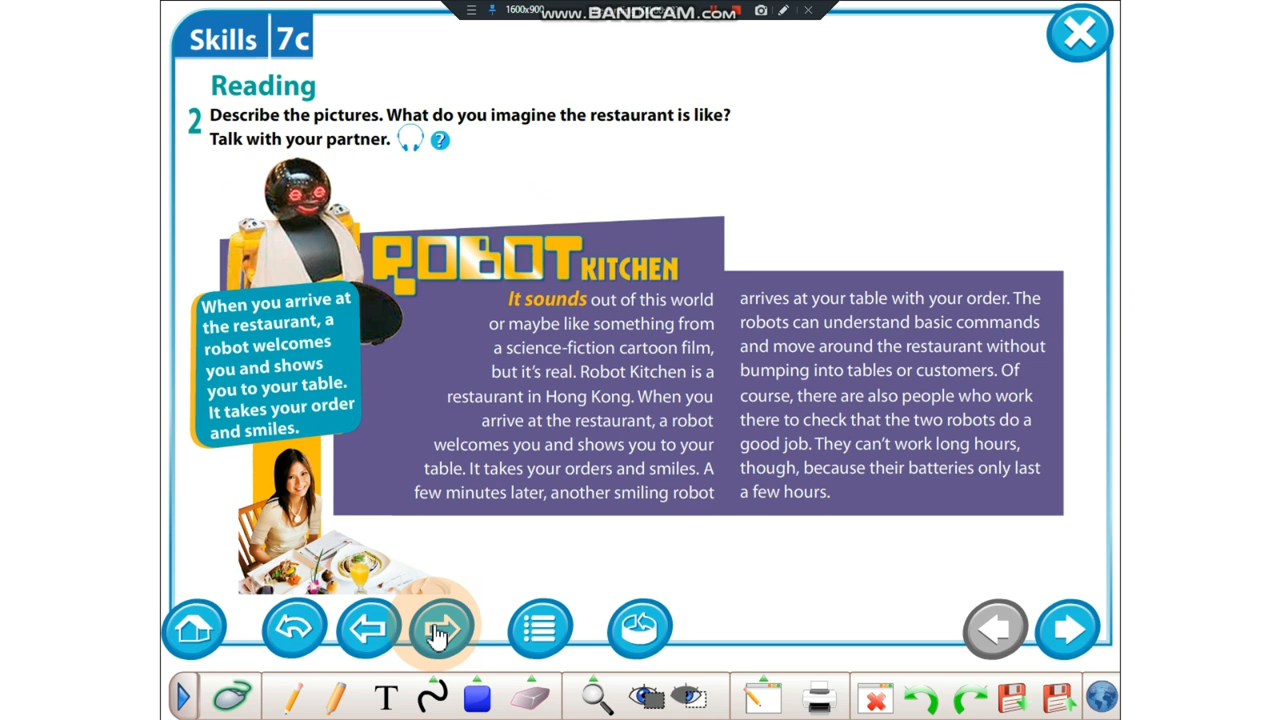 1600x900
www.BANDICAM.com
Skills 7c
Reading
2 Describe the pictures. What do you imagine the restaurant is like?
Talk with your partner.
?
ROBOT KITCHEN
When you arrive at
the restaurant, a
robot welcomes
you and shows
you to your table.
It takes your order
and smiles.
It sounds out of this world
or maybe like something from
a science-fiction cartoon film,
but it's real. Robot Kitchen is a
restaurant in Hong Kong. When you
arrive at the restaurant, a robot
welcomes you and shows you to your
table. It takes your orders and smiles. A
few minutes later, another smiling robot
arrives at your table with your order. The
robots can understand basic commands
and move around the restaurant without
bumping into tables or customers. Of
course, there are also people who work
there to check that the two robots do a
good job. They can't work long hours,
though, because their batteries only last
a few hours.
T